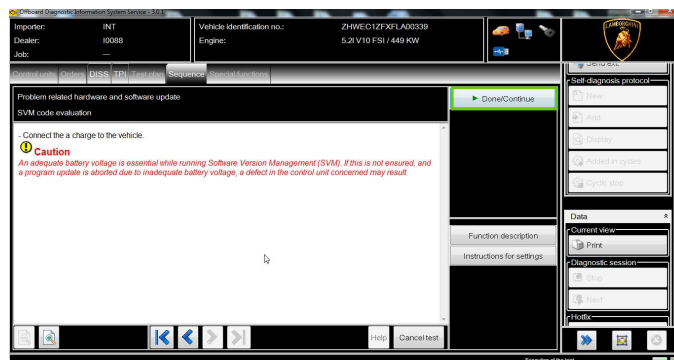 Offboard Diagnostic Information System Service - 3.0.1
Importer: INT
Dealer: I0088
Job: ---
Vehicle identification no.: ZHWEC1ZFXFLA00339
Engine: 5.2l V10 FSI / 449 KW
LAMBORGHINI
Control units Orders DISS TPI Test plan Sequence Special functions
Problem related hardware and software update
SVM code evaluation
- Connect the a charge to the vehicle.
Caution
An adequate battery voltage is essential while running Software Version Management (SVM). If this is not ensured, and
a program update is aborted due to inadequate battery voltage, a defect in the control unit concerned may result.
Help
Cancel test
Done/Continue
Function description
Instructions for settings
Self-diagnosis protocol
New
Add
Display
Added in cycles
Cyclic stop
Data
Current view
Print
Diagnostic session
Stop
Next
Hotfix